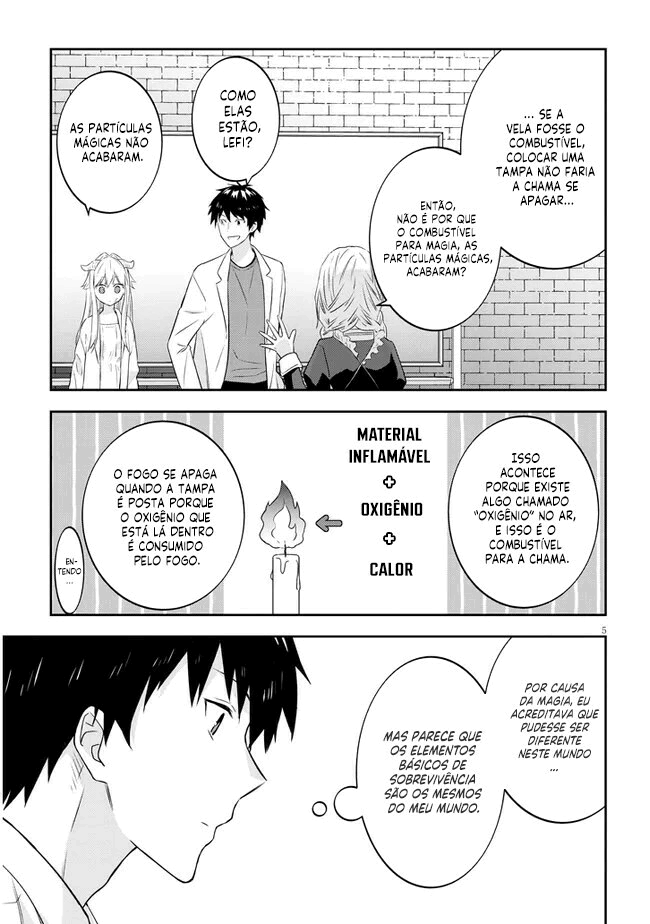 ... SE A
VELA FOSSE O
COMBUSTÍVEL,
COLOCAR UMA
TAMPA NÃO FARIA
A CHAMA SE
APAGAR...
ENTÃO,
NÃO É POR QUE
O COMBUSTÍVEL
PARA MAGIA, AS
PARTÍCULAS MÁGICAS,
ACABARAM?
COMO
ELAS
ESTÃO,
LEFI?
AS PARTÍCULAS
MÁGICAS NÃO
ACABARAM.
ISSO
ACONTECE
PORQUE EXISTE
ALGO CHAMADO
"OXIGÊNIO" NO AR,
E ISSO É O
COMBUSTÍVEL
PARA A CHAMA.
MATERIAL
INFLAMÁVEL
+
OXIGÊNIO
+
CALOR
O FOGO SE APAGA
QUANDO A TAMPA
É POSTA PORQUE
O OXIGÊNIO QUE
ESTÁ LÁ DENTRO
É CONSUMIDO
PELO FOGO.
EN-
TENDO
...
5
POR CAUSA
DA MAGIA, EU
ACREDITAVA QUE
PUDESSE SER
DIFERENTE
NESTE MUNDO
...
MAS PARECE QUE
OS ELEMENTOS
BÁSICOS DE
SOBREVIVÊNCIA
SÃO OS MESMOS
DO MEU MUNDO.